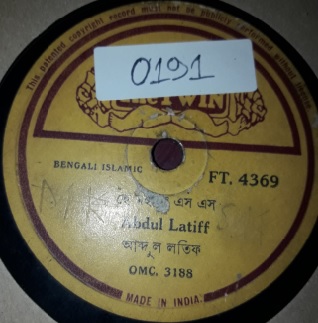 This patented copyright record must not be publicly performed without licence
0191
TWIN
BENGALI ISLAMIC
FT. 4369
এস এস
Abdul Latiff
আব্দুল লতিফ
OMC. 3188
MADE IN INDIA.